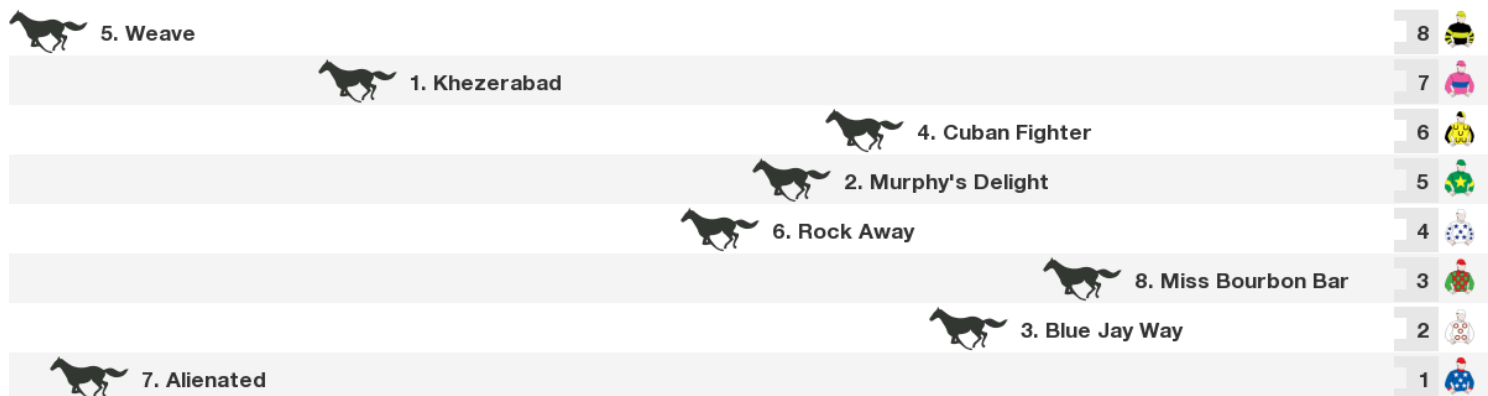 5. Weave 8
1. Khezerabad 7
4. Cuban Fighter 6
2. Murphy's Delight 5
6. Rock Away 4
8. Miss Bourbon Bar 3
3. Blue Jay Way 2
7. Alienated 1